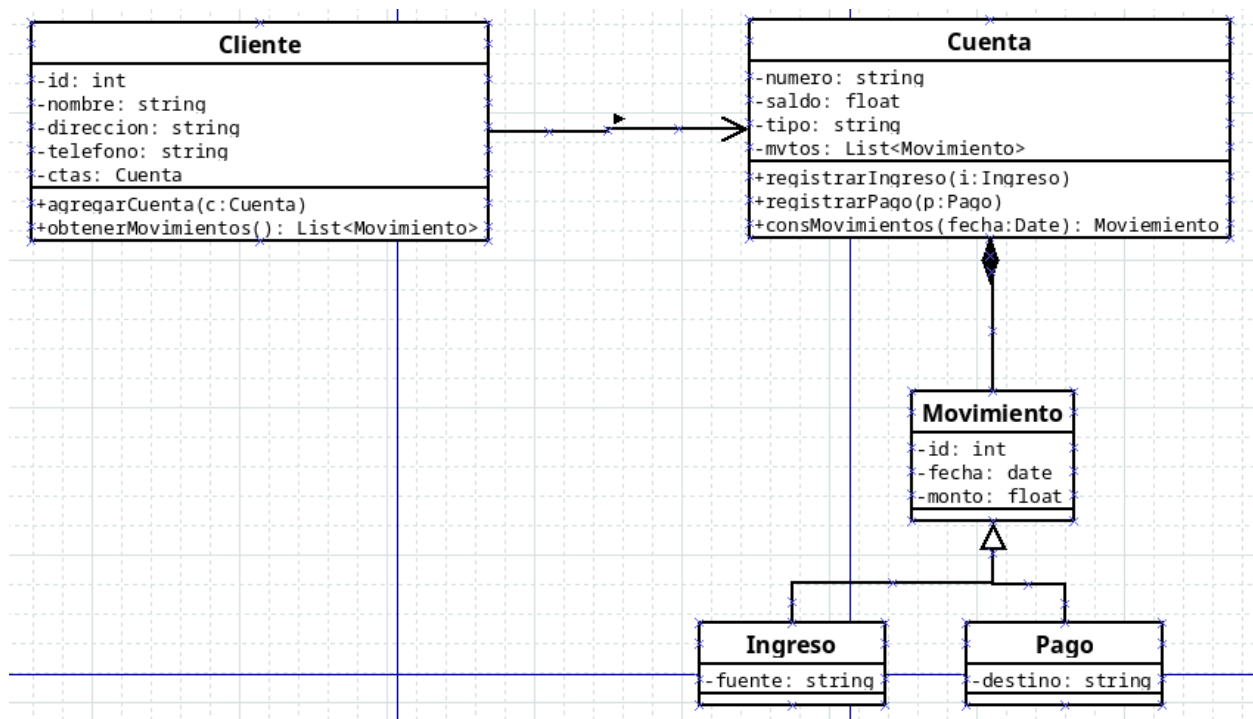 Cliente
-id: int
-nombre: string
-direccion: string
-telefono: string
-ctas: Cuenta
+agregarCuenta(c:Cuenta)
+obtenerMovimientos(): List<Movimiento>
Cuenta
-numero: string
-saldo: float
-tipo: string
-mvtos: List<Movimiento>
+registrarIngreso(i:Ingreso)
+registrarPago(p:Pago)
+consMovimientos(fecha:Date): Moviemiento
Movimiento
-id: int
-fecha: date
-monto: float
Ingreso
-fuente: string
Pago
-destino: string